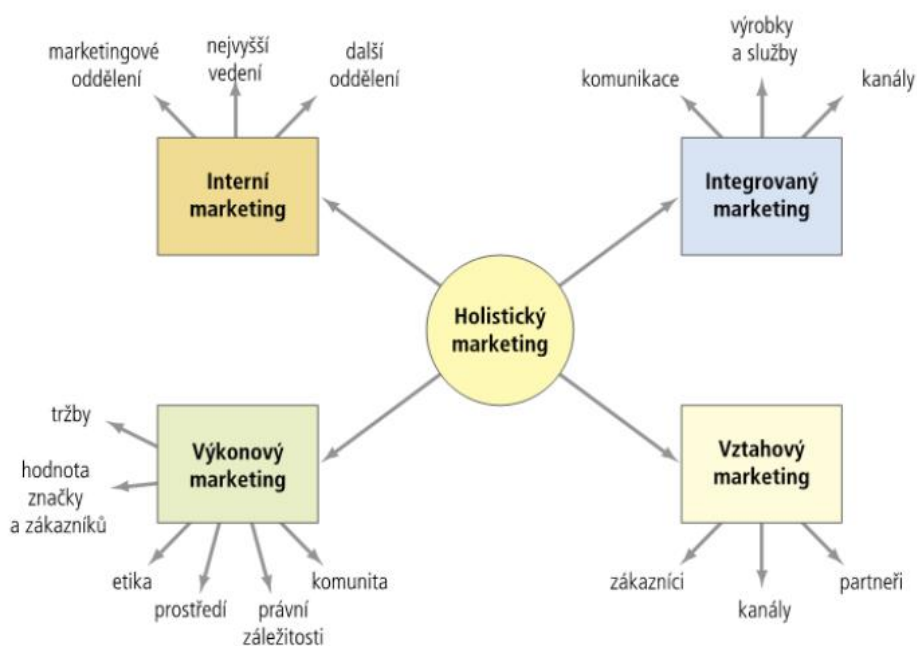 marketingové
oddělení
nejvyšší
vedení
další
oddělení
Interní
marketing
komunikace
výrobky
a služby
kanály
Integrovaný
marketing
Holistický
marketing
tržby
hodnota
značky
a zákazníků
Výkonový
marketing
etika
prostředí
právní
záležitosti
komunita
Vztahový
marketing
zákazníci
kanály
partneři